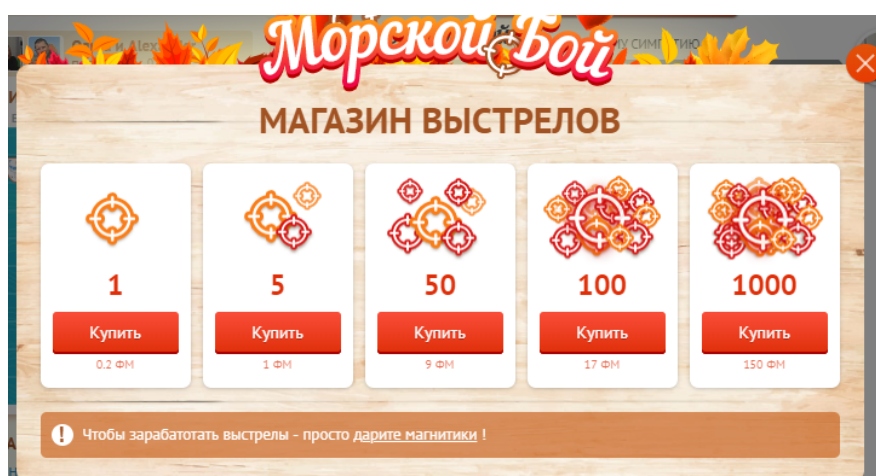 Морской Бой
МАГАЗИН ВЫСТРЕЛОВ
1
5
50
100
1000
Купить
Купить
Купить
Купить
Купить
0.2 ФМ
1 ФМ
9 ФМ
17 ФМ
150 ФМ
! Чтобы зарабатотать выстрелы - просто дарите магнитики !